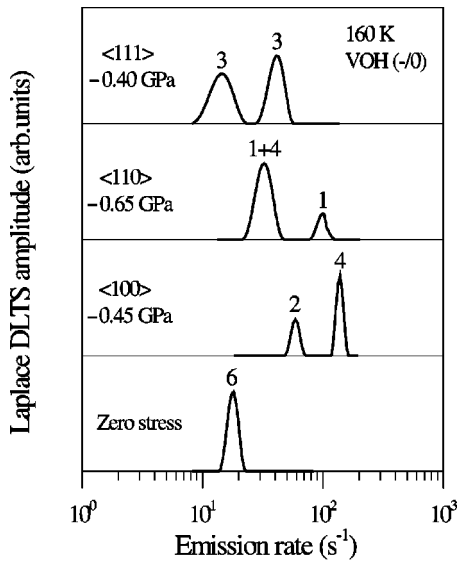 <111>
−0.40 GPa
3
3
160 K
VOH (-/0)
<110>
−0.65 GPa
1+4
1
<100>
−0.45 GPa
2
4
Zero stress
6
Laplace DLTS amplitude (arb.units)
10⁰
10¹
10²
10³
Emission rate (s⁻¹)